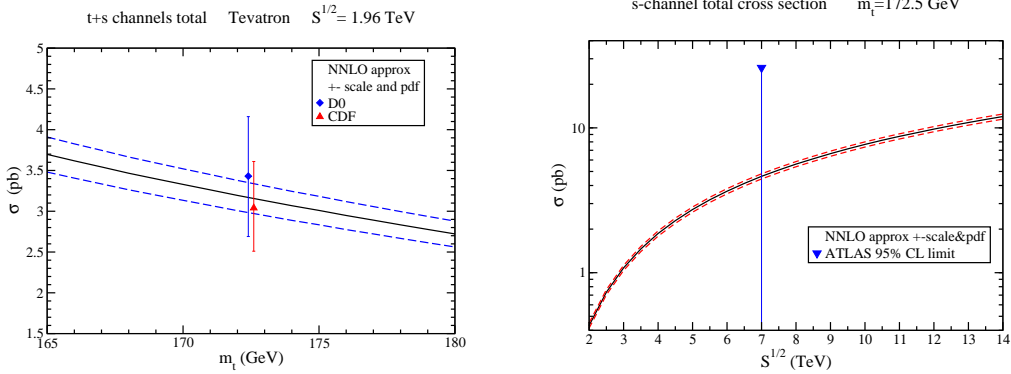 t+s channels total Tevatron S^1/2= 1.96 TeV
5
4.5
4
3.5
3
2.5
2
1.5
σ (pb)
NNLO approx
+- scale and pdf
D0
CDF
165 170 175 180
m_t (GeV)
s-channel total cross section m_t=172.5 GeV
10
1
σ (pb)
NNLO approx +-scale&pdf
ATLAS 95% CL limit
2 3 4 5 6 7 8 9 10 11 12 13 14
S^1/2 (TeV)